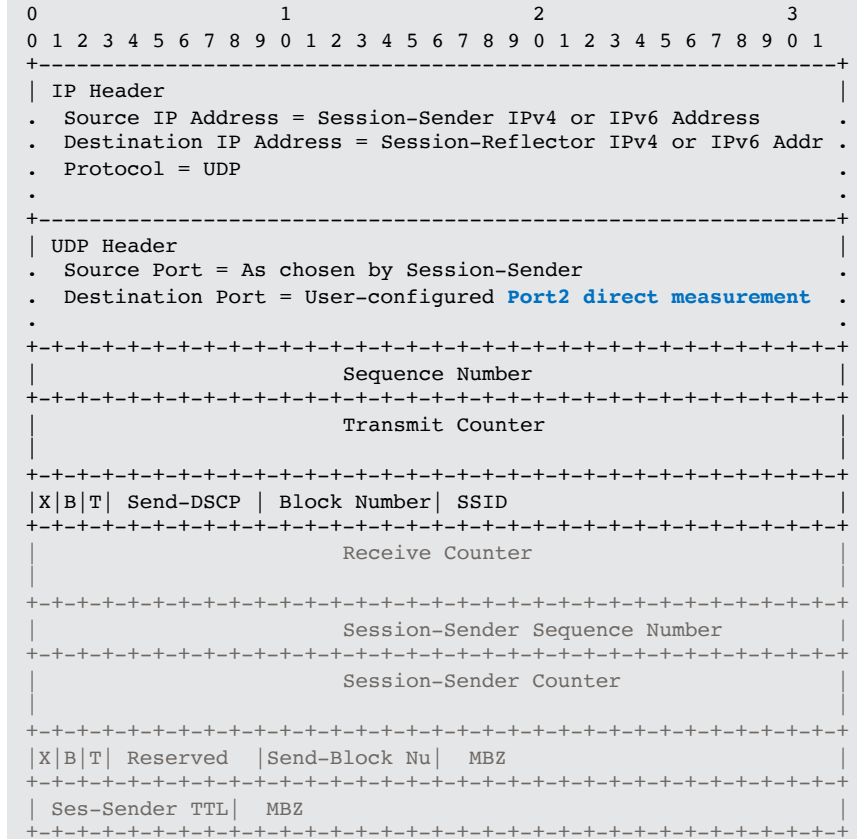 0                   1                   2                   3
0 1 2 3 4 5 6 7 8 9 0 1 2 3 4 5 6 7 8 9 0 1 2 3 4 5 6 7 8 9 0 1
+---------------------------------------------------------------+
| IP Header                                                     |
.  Source IP Address = Session-Sender IPv4 or IPv6 Address      .
.  Destination IP Address = Session-Reflector IPv4 or IPv6 Addr .
.  Protocol = UDP                                               .
.                                                               .
+---------------------------------------------------------------+
| UDP Header                                                    |
.  Source Port = As chosen by Session-Sender                    .
.  Destination Port = User-configured Port2 direct measurement  .
.                                                               .
+-+-+-+-+-+-+-+-+-+-+-+-+-+-+-+-+-+-+-+-+-+-+-+-+-+-+-+-+-+-+-+-+
|                        Sequence Number                        |
+-+-+-+-+-+-+-+-+-+-+-+-+-+-+-+-+-+-+-+-+-+-+-+-+-+-+-+-+-+-+-+-+
|                        Transmit Counter                       |
|                                                               |
+-+-+-+-+-+-+-+-+-+-+-+-+-+-+-+-+-+-+-+-+-+-+-+-+-+-+-+-+-+-+-+-+
|X|B|T| Send-DSCP | Block Number| SSID                          |
+-+-+-+-+-+-+-+-+-+-+-+-+-+-+-+-+-+-+-+-+-+-+-+-+-+-+-+-+-+-+-+-+
|                        Receive Counter                        |
|                                                               |
+-+-+-+-+-+-+-+-+-+-+-+-+-+-+-+-+-+-+-+-+-+-+-+-+-+-+-+-+-+-+-+-+
|                        Session-Sender Sequence Number         |
+-+-+-+-+-+-+-+-+-+-+-+-+-+-+-+-+-+-+-+-+-+-+-+-+-+-+-+-+-+-+-+-+
|                        Session-Sender Counter                 |
|                                                               |
+-+-+-+-+-+-+-+-+-+-+-+-+-+-+-+-+-+-+-+-+-+-+-+-+-+-+-+-+-+-+-+-+
|X|B|T| Reserved  |Send-Block Nu|  MBZ                          |
+-+-+-+-+-+-+-+-+-+-+-+-+-+-+-+-+-+-+-+-+-+-+-+-+-+-+-+-+-+-+-+-+
| Ses-Sender TTL|  MBZ                                          |
+-+-+-+-+-+-+-+-+-+-+-+-+-+-+-+-+-+-+-+-+-+-+-+-+-+-+-+-+-+-+-+-+